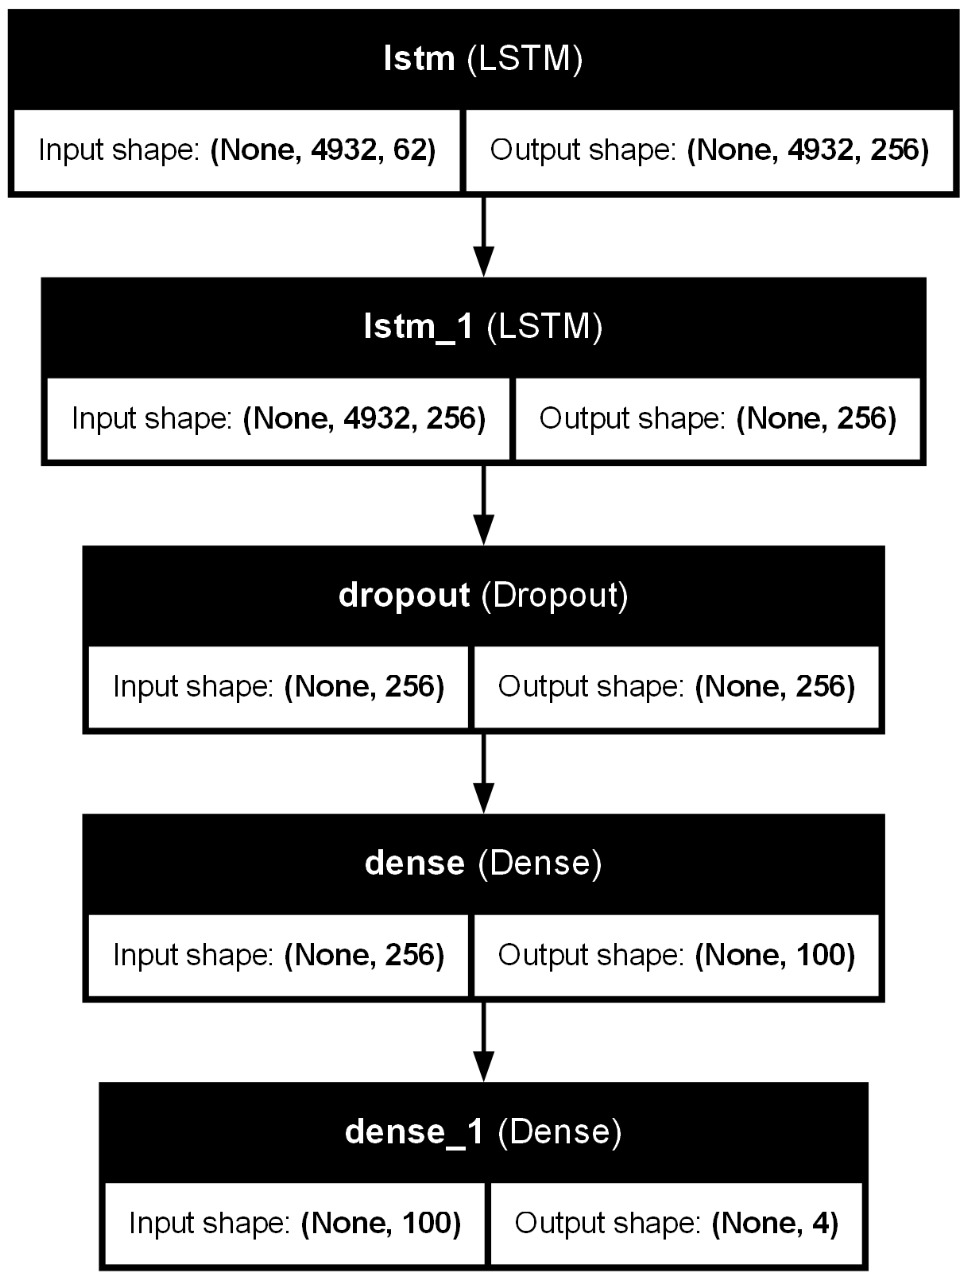 lstm (LSTM)
Input shape: (None, 4932, 62) Output shape: (None, 4932, 256)
lstm_1 (LSTM)
Input shape: (None, 4932, 256) Output shape: (None, 256)
dropout (Dropout)
Input shape: (None, 256) Output shape: (None, 256)
dense (Dense)
Input shape: (None, 256) Output shape: (None, 100)
dense_1 (Dense)
Input shape: (None, 100) Output shape: (None, 4)